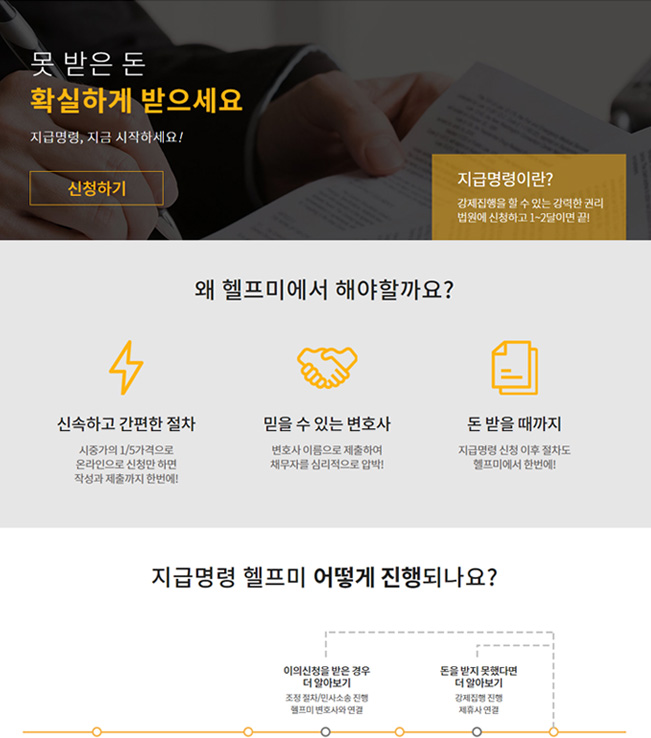 못 받은 돈
확실하게 받으세요
지급명령, 지금 시작하세요!
신청하기
지급명령이란?
강제집행을 할 수 있는 강력한 권리
법원에 신청하고 1~2달이면 끝!
왜 헬프미에서 해야할까요?
신속하고 간편한 절차
시중가의 1/5가격으로
온라인으로 신청만 하면
작성과 제출까지 한번에!
믿을 수 있는 변호사
변호사 이름으로 제출하여
채무자를 심리적으로 압박!
돈 받을 때까지
지급명령 신청 이후 절차도
헬프미에서 한번에!
지급명령 헬프미 어떻게 진행되나요?
이의신청을 받은 경우
더 알아보기
조정 절차/민사소송 진행
헬프미 변호사와 연결
돈을 받지 못했다면
더 알아보기
강제집행 진행
제휴사 연결